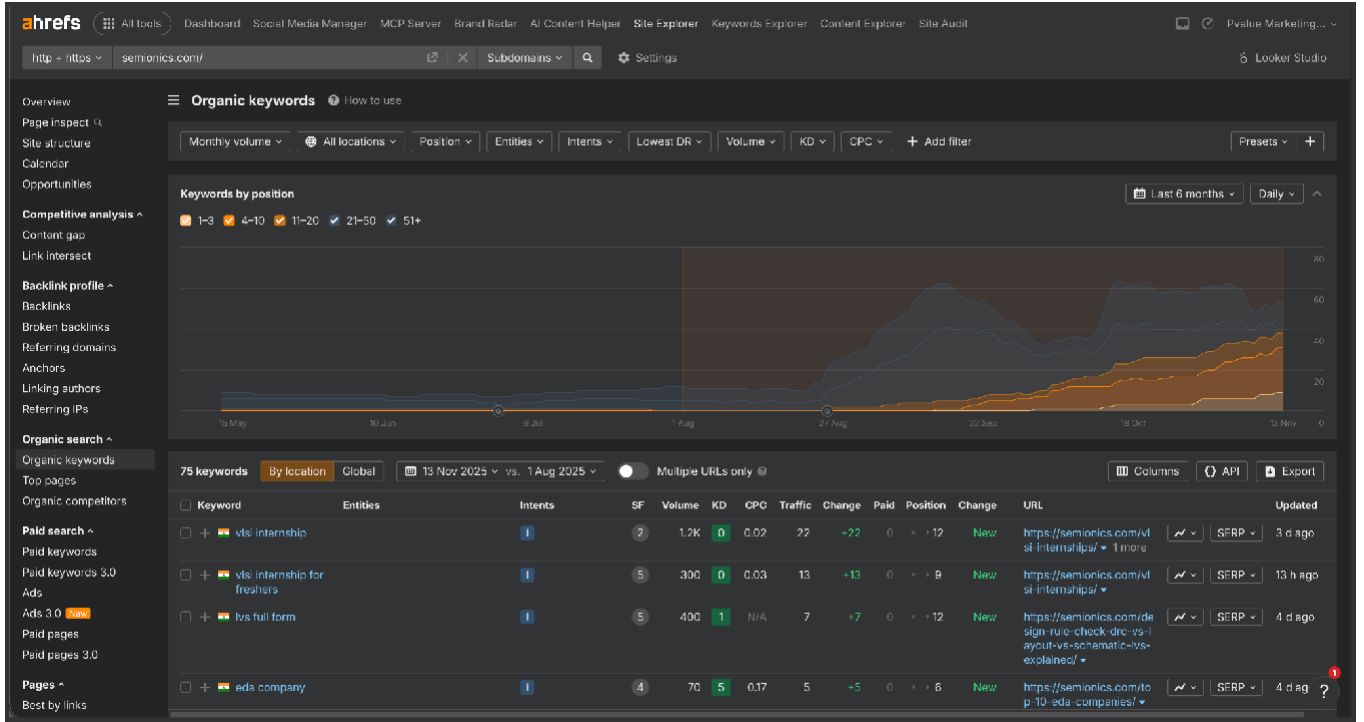 ahrefs All tools Dashboard Social Media Manager MCP Server Brand Radar AI Content Helper Site Explorer Keywords Explorer Content Explorer Site Audit Pvalue Marketing...
http + https semionics.com/ Subdomains Settings Looker Studio
Overview
Page inspect
Site structure
Calendar
Opportunities
Competitive analysis
Content gap
Link intersect
Backlink profile
Backlinks
Broken backlinks
Referring domains
Anchors
Linking authors
Referring IPs
Organic search
Organic keywords
Top pages
Organic competitors
Paid search
Paid keywords
Paid keywords 3.0
Ads
Ads 3.0 New
Paid pages
Paid pages 3.0
Pages
Best by links
Organic keywords ? How to use
Monthly volume All locations Position Entities Intents Lowest DR Volume KD CPC + Add filter Presets +
Keywords by position Last 6 months Daily
1–3 4–10 11–20 21–50 51+
80
60
40
20
15 May 10 Jun 6 Jul 1 Aug 27 Aug 22 Sep 18 Oct 13 Nov 0
75 keywords By location Global 13 Nov 2025 vs. 1 Aug 2025 Multiple URLs only ? Columns API Export
Keyword Entities Intents SF Volume KD CPC Traffic Change Paid Position Change URL Updated
vlsi internship I 2 1.2K 0 0.02 22 +22 0 → 12 New https://semionics.com/vl SERP 3 d ago
si-internships/ 1 more
vlsi internship for I 5 300 0 0.03 13 +13 0 → 9 New https://semionics.com/vl SERP 13 h ago
freshers si-internships/
lvs full form I 5 400 1 N/A 7 +7 0 → 12 New https://semionics.com/de SERP 4 d ago
sign-rule-check-drc-vs-l
ayout-vs-schematic-lvs-
explained/
eda company I 4 70 5 0.17 5 +5 0 → 6 New https://semionics.com/to SERP 4 d ag
p-10-eda-companies/
1
?